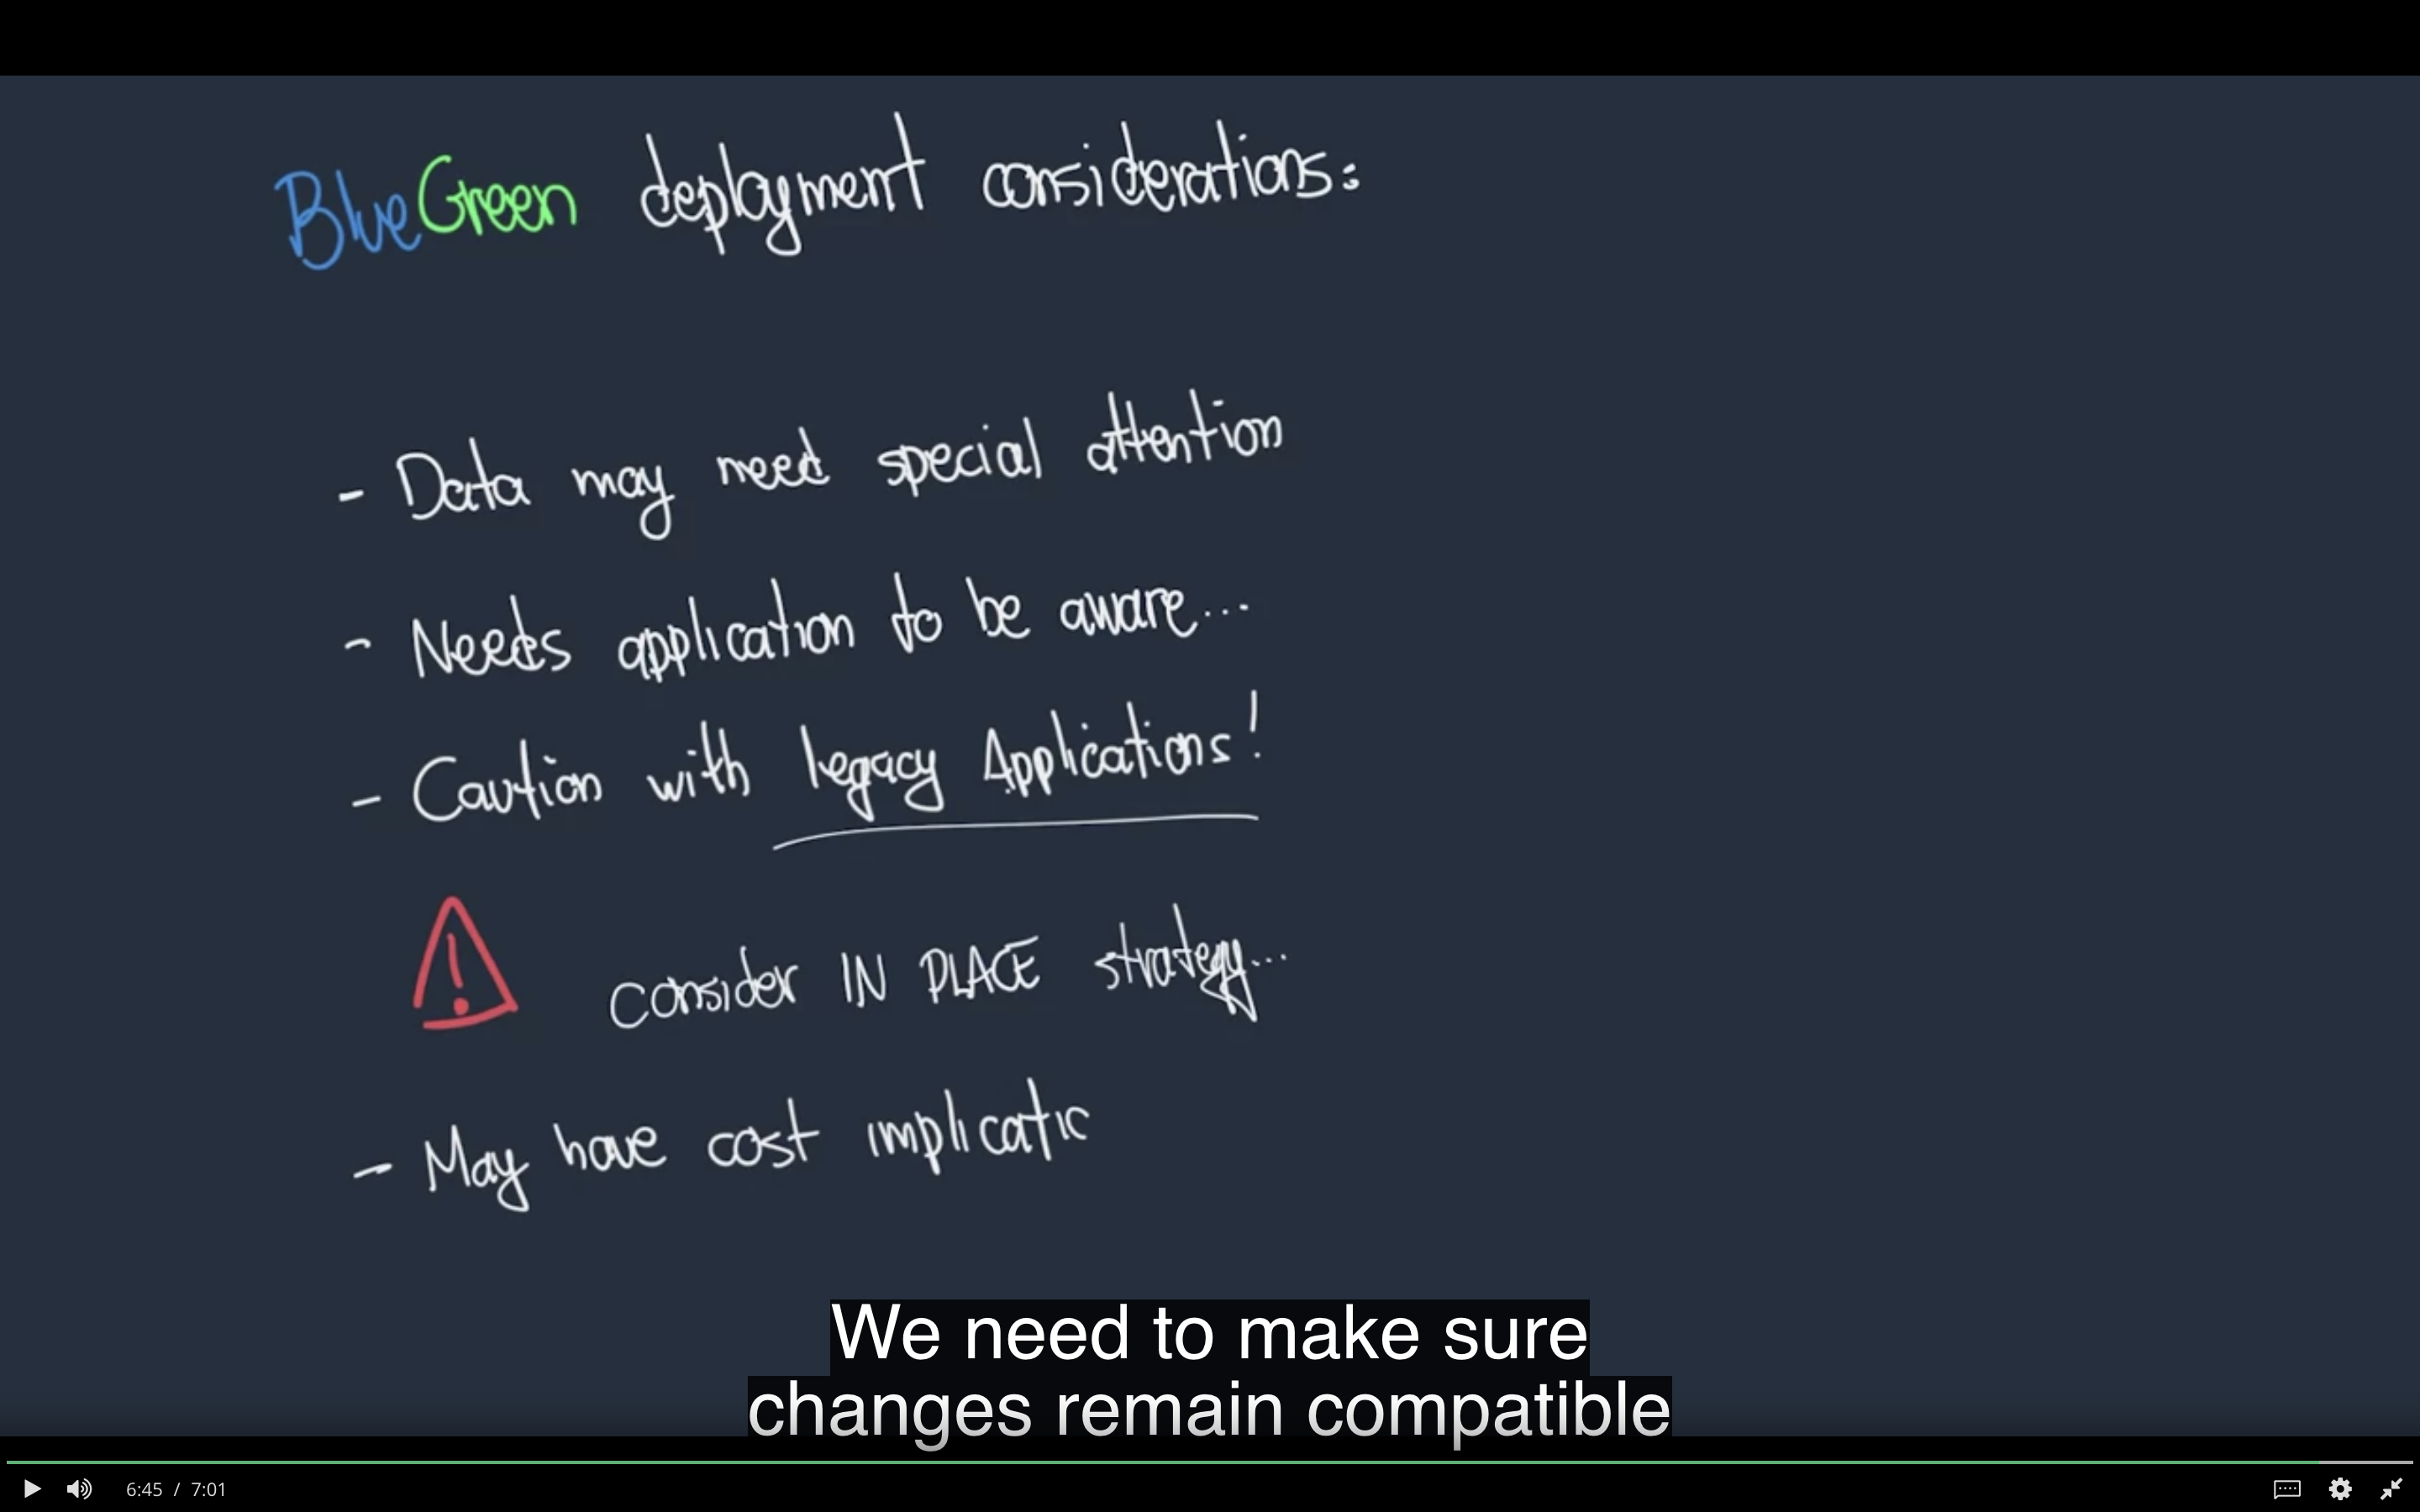 BlueGreen deployment considerations:
- Data may need special attention
- Needs application to be aware...
- Caution with legacy Applications!
! consider IN PLACE strategy...
- May have cost implicatic
We need to make sure
changes remain compatible
6:45 / 7:01